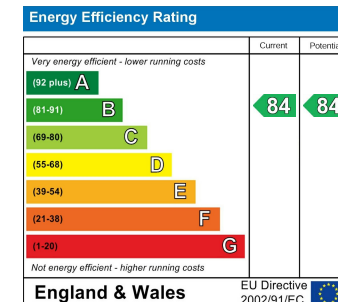 Energy Efficiency Rating
Current Potentia
Very energy efficient - lower running costs
(92 plus) A
(81-91) B 84 84
(69-80) C
(55-68) D
(39-54) E
(21-38) F
(1-20) G
Not energy efficient - higher running costs
England & Wales
EU Directive
2002/91/EC